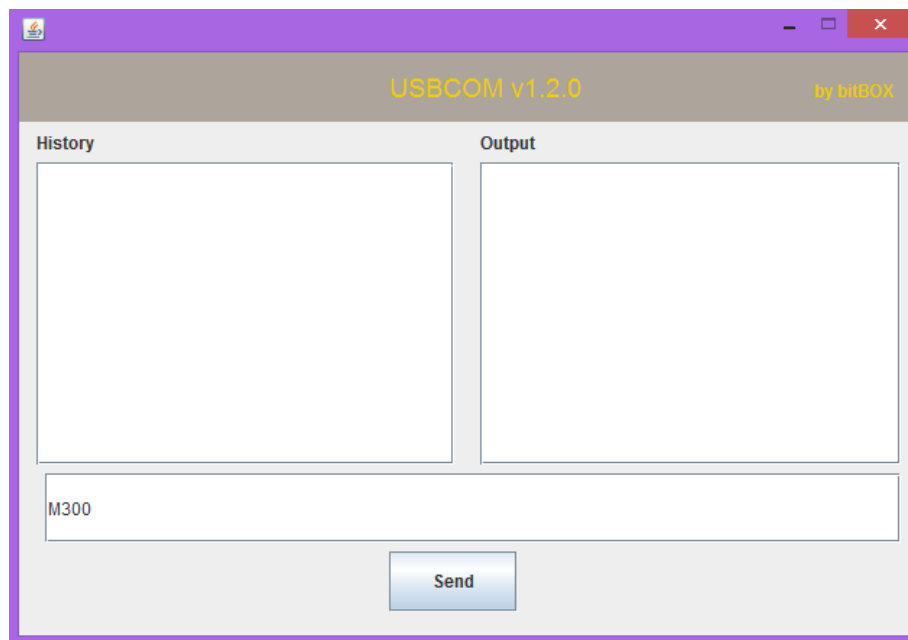 USBCOM v1.2.0
by bitBOX
History
Output
M300
Send